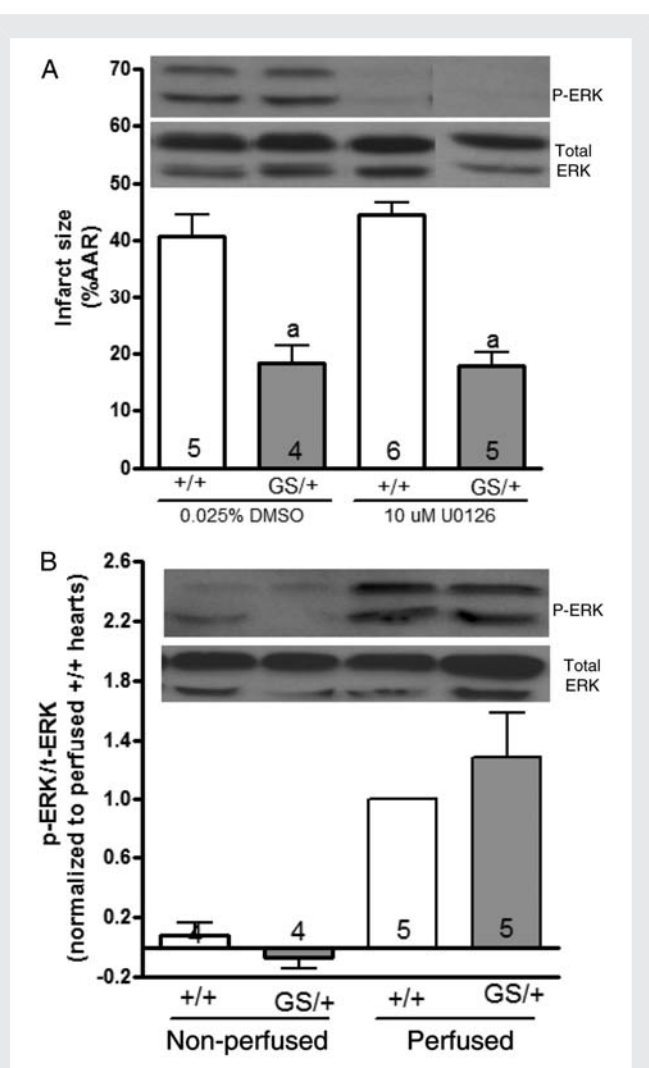 A
70
P-ERK
60
Total
ERK
50
40
30
20
10
0
Infarct size
(%AAR)
a
a
5
4
6
5
+/+
GS/+
+/+
GS/+
0.025% DMSO
10 uM U0126
B
2.6
P-ERK
2.2
Total
ERK
1.8
1.4
1.0
0.6
0.2
-0.2
p-ERK/t-ERK
(normalized to perfused +/+ hearts)
4
4
5
5
+/+
GS/+
+/+
GS/+
Non-perfused
Perfused